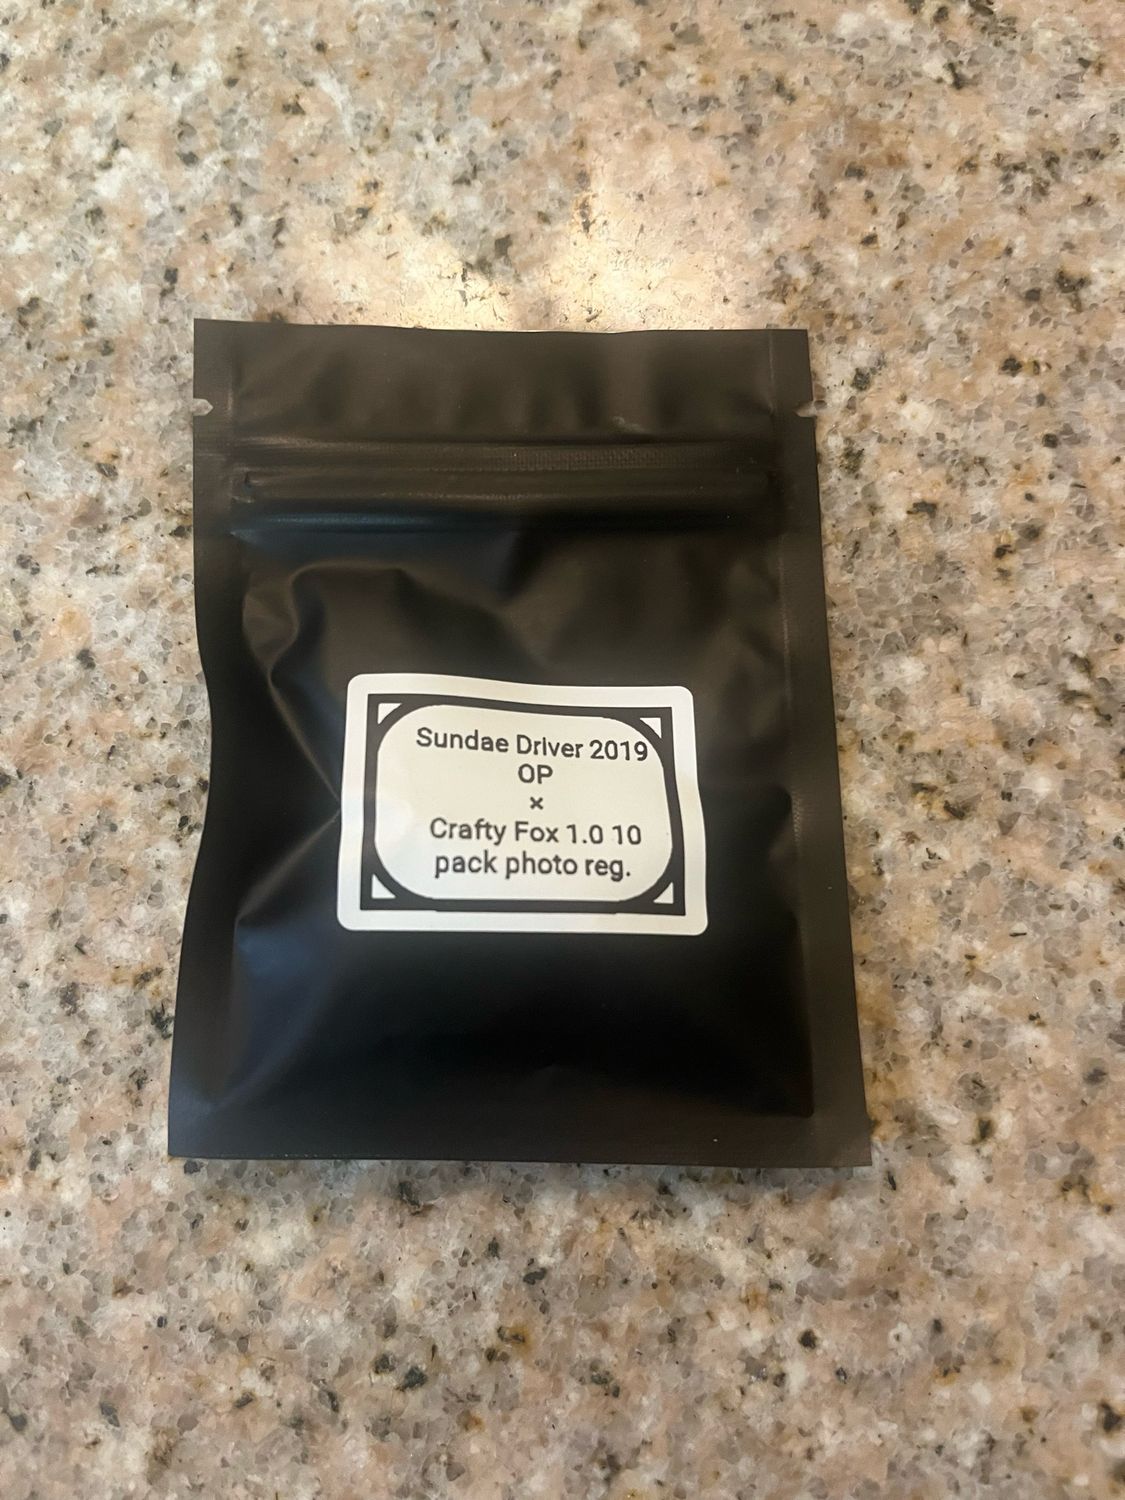 Sundae Driver 2019
OP
×
Crafty Fox 1.0 10
pack photo reg.